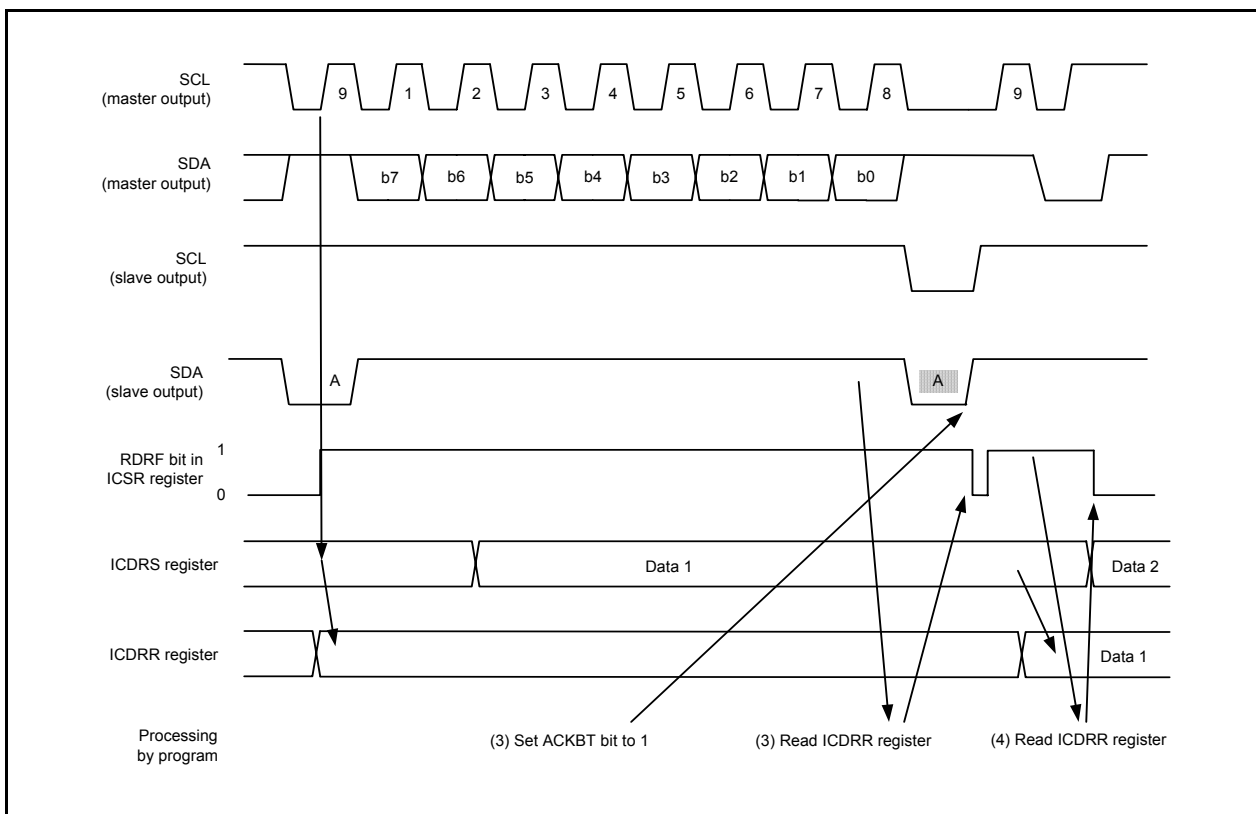 SCL
(master output)
9 1 2 3 4 5 6 7 8 9
SDA
(master output)
b7 b6 b5 b4 b3 b2 b1 b0
SCL
(slave output)
SDA
(slave output)
A A
RDRF bit in
ICSR register
1
0
ICDRS register
Data 1 Data 2
ICDRR register
Data 1
Processing
by program
(3) Set ACKBT bit to 1 (3) Read ICDRR register (4) Read ICDRR register